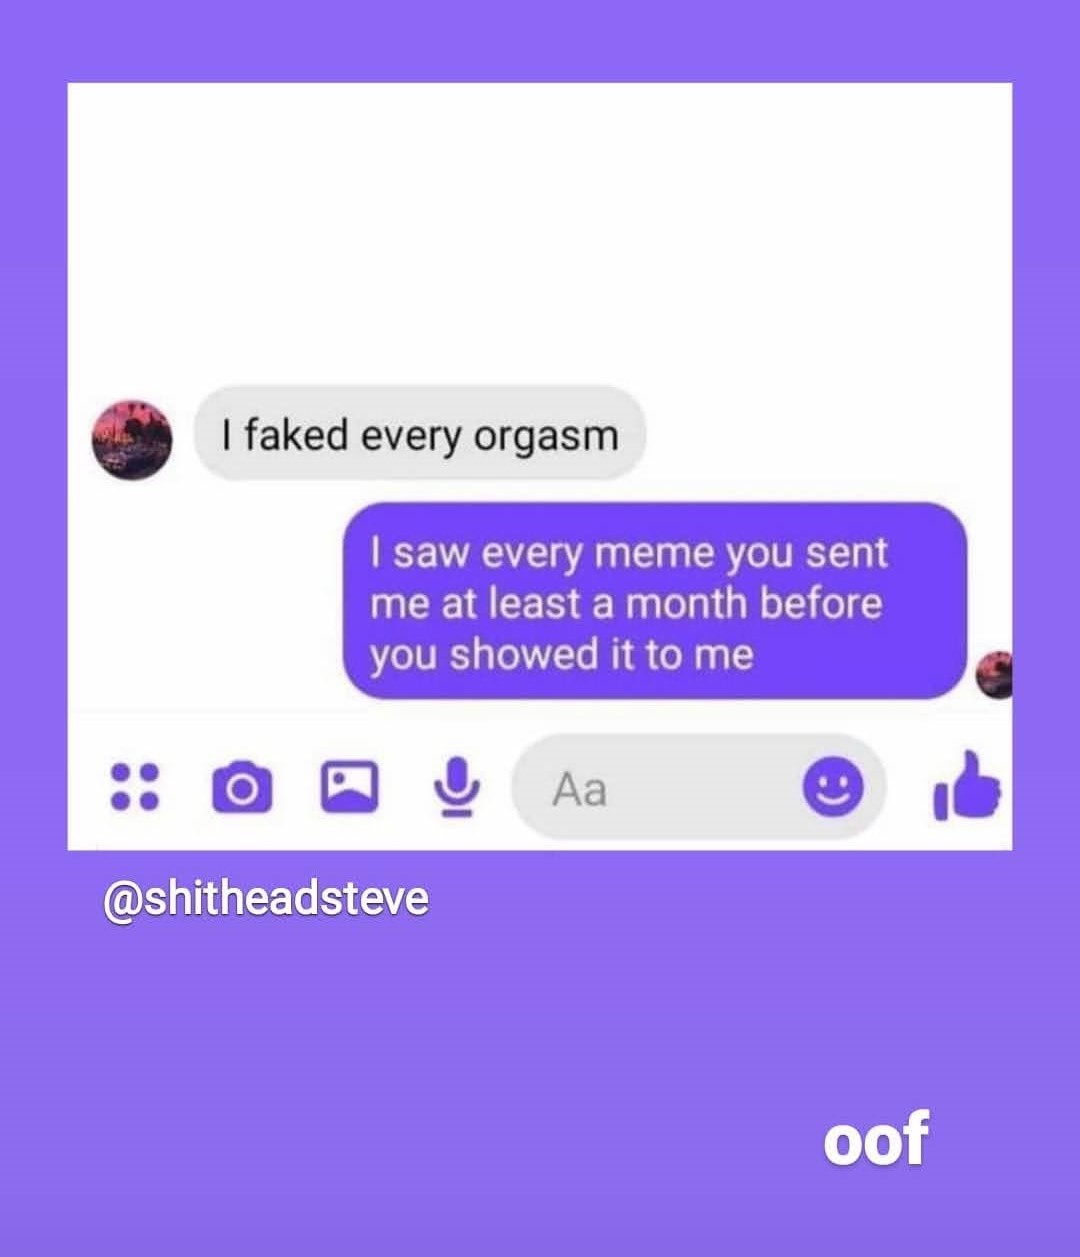 I faked every orgasm
I saw every meme you sent
me at least a month before
you showed it to me
Aa
@shitheadsteve
oof